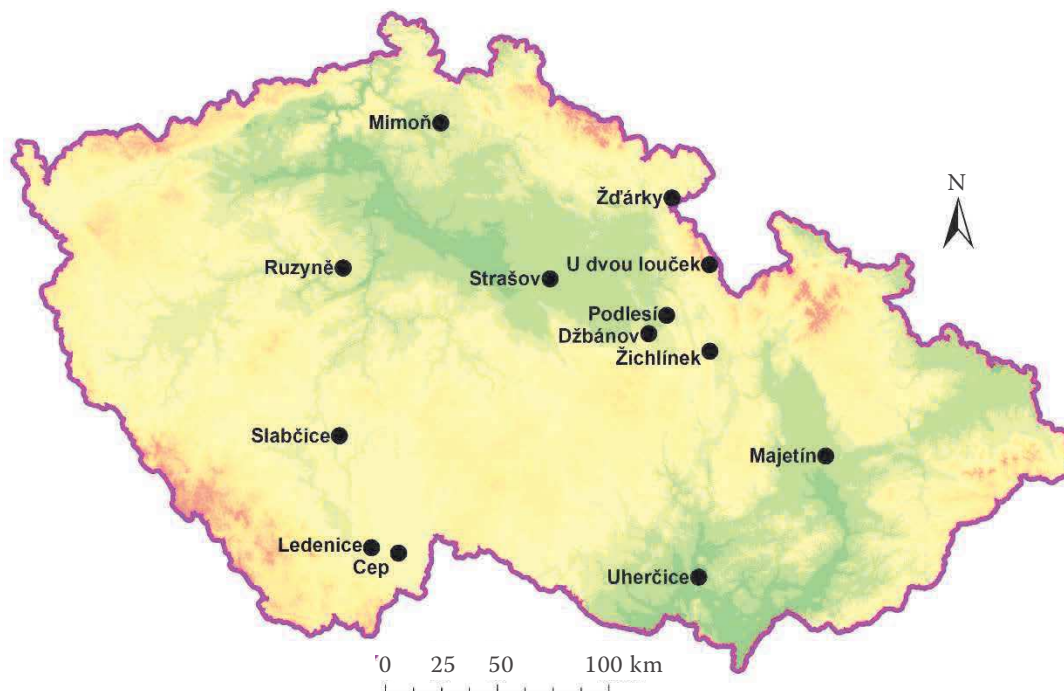 Mimoň
Žďárky
N
Ruzyně
Strašov
U dvou louček
Podlesí
Džbánov
Žichlínek
Slabčice
Majetín
Ledenice
Cep
Uherčice
0 25 50 100 km